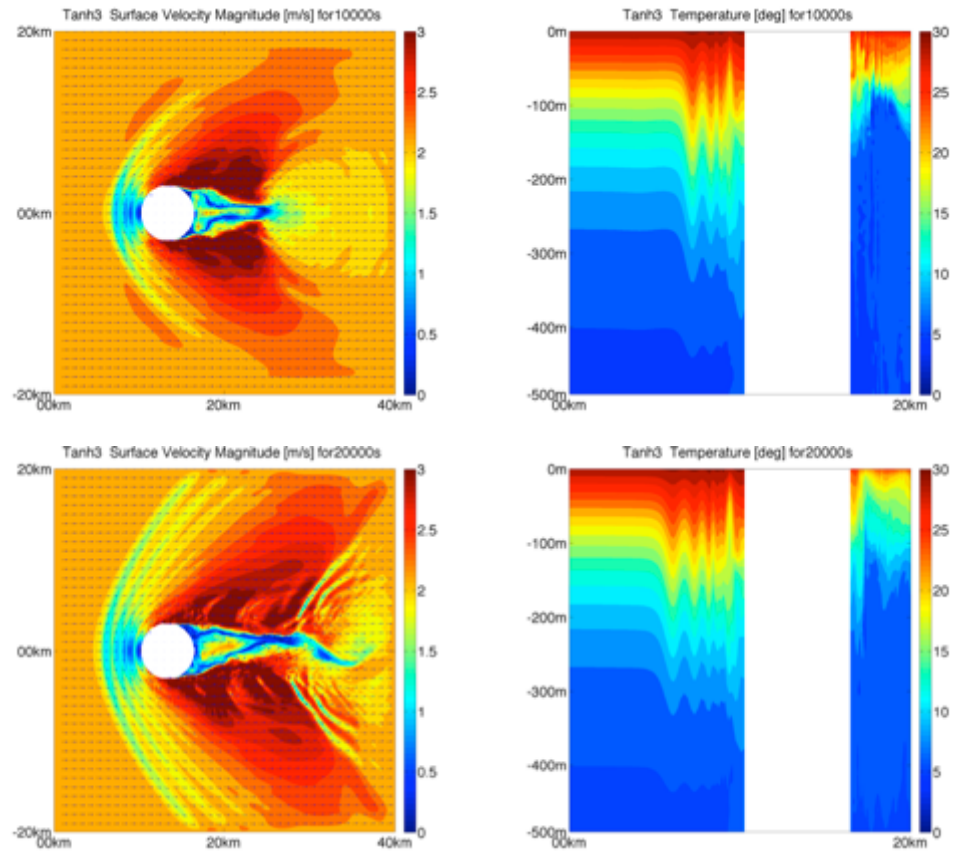 Tanh3 Surface Velocity Magnitude [m/s] for10000s
20km
00km
-20km
00km 20km 40km
3
2.5
2
1.5
1
0.5
0
Tanh3 Temperature [deg] for10000s
0m
-100m
-200m
-300m
-400m
-500m
00km 20km
30
25
20
15
10
5
0
Tanh3 Surface Velocity Magnitude [m/s] for20000s
20km
00km
-20km
00km 20km 40km
3
2.5
2
1.5
1
0.5
0
Tanh3 Temperature [deg] for20000s
0m
-100m
-200m
-300m
-400m
-500m
00km 20km
30
25
20
15
10
5
0